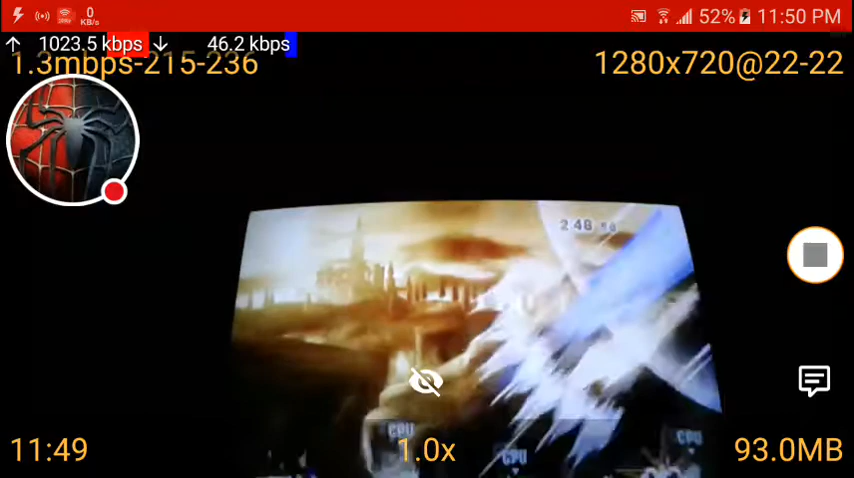 0
KB/s
52% 11:50 PM
1023.5 kbps 46.2 kbps
1.3mbps-215-236 1280x720@22-22
2:48
CPU
CPU
CPU
11:49 1.0x 93.0MB